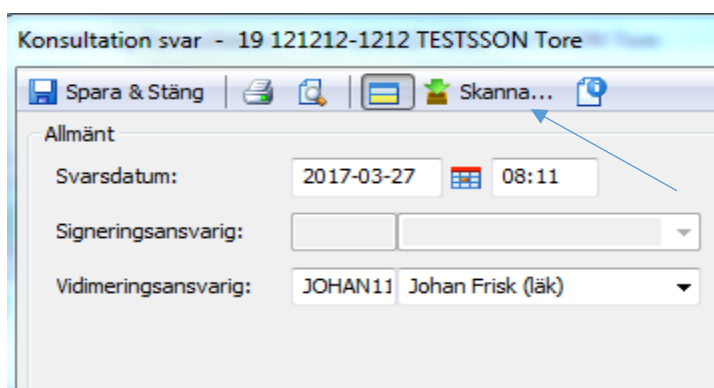 Konsultation svar - 19 121212-1212 TESTSSON Tore
Spara & Stäng Skanna...
Allmänt
Svarsdatum: 2017-03-27 08:11
Signeringsansvarig:
Vidimeringsansvarig: JOHAN11 Johan Frisk (läk)